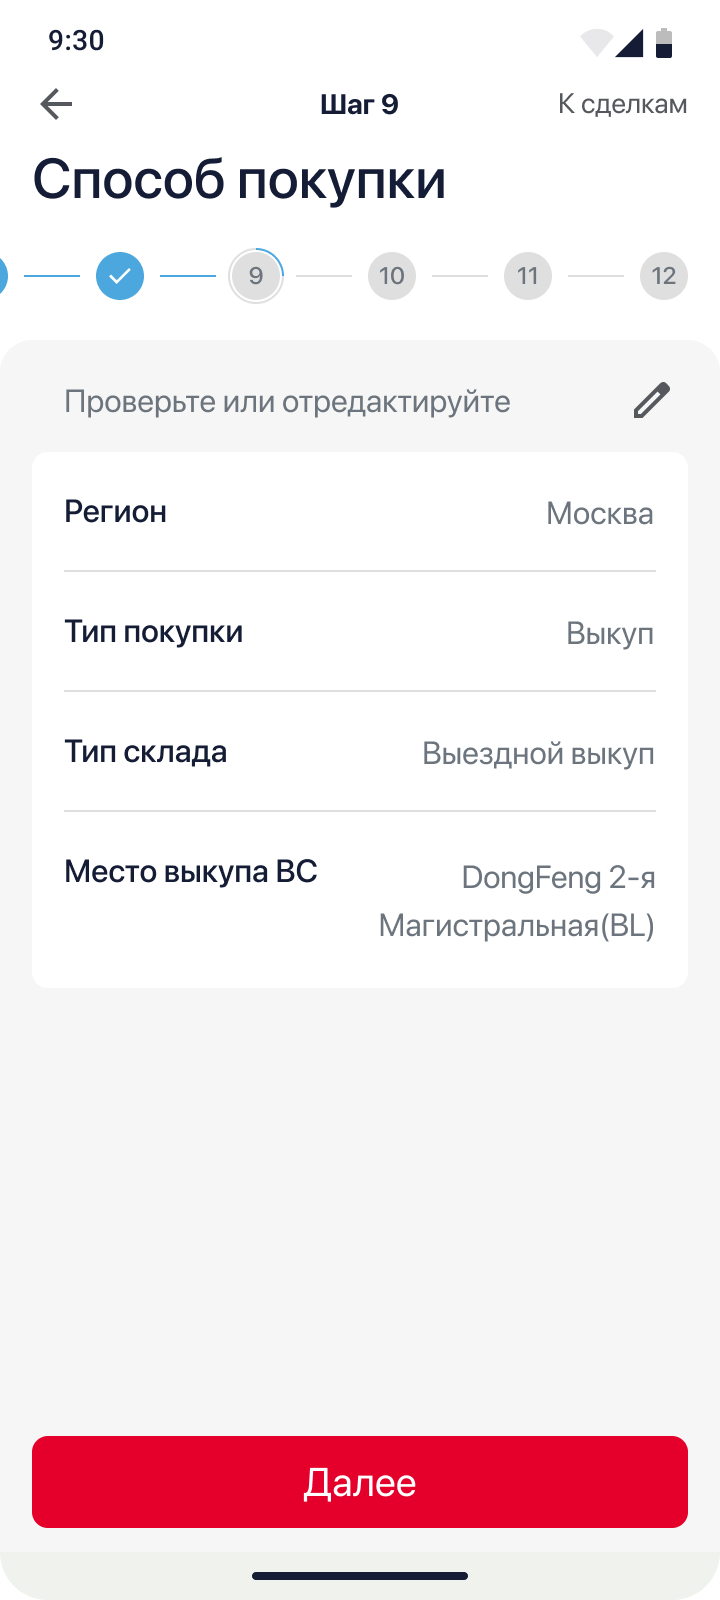 9:30
Шаг 9
К сделкам
Способ покупки
9
10
11
12
Проверьте или отредактируйте
Регион
Москва
Тип покупки
Выкуп
Тип склада
Выездной выкуп
Место выкупа ВС
DongFeng 2-я
Магистральная(BL)
Далее